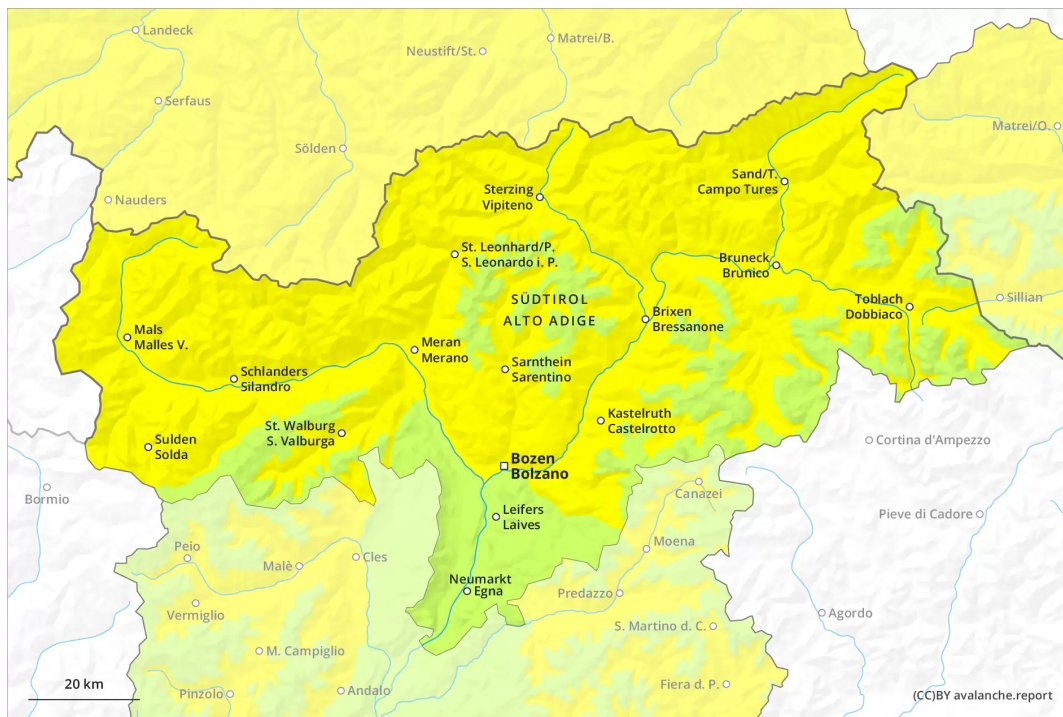 Landeck
Matrei/B.
Neustift/St.
Serfaus
Matrei/O.
Sölden
Sand/T.
Campo Tures
Sterzing
Vipiteno
Nauders
St. Leonhard/P.
S. Leonardo i. P.
Bruneck
Brunico
SÜDTIROL
ALTO ADIGE
Toblach
Dobbiaco
Sillian
Brixen
Bressanone
Mals
Malles V.
Meran
Merano
Sarnthein
Sarentino
Schlanders
Silandro
Kastelruth
Castelrotto
St. Walburg
S. Valburga
Sulden
Solda
Cortina d'Ampezzo
Bozen
Bolzano
Bormio
Canazei
Leifers
Laives
Pieve di Cadore
Peio
Cles
Moena
Malè
Neumarkt
Egna
Predazzo
Vermiglio
Agordo
S. Martino d. C.
M. Campiglio
20 km
Pinzolo
Andalo
Fiera d. P.
(CC)BY avalanche.report